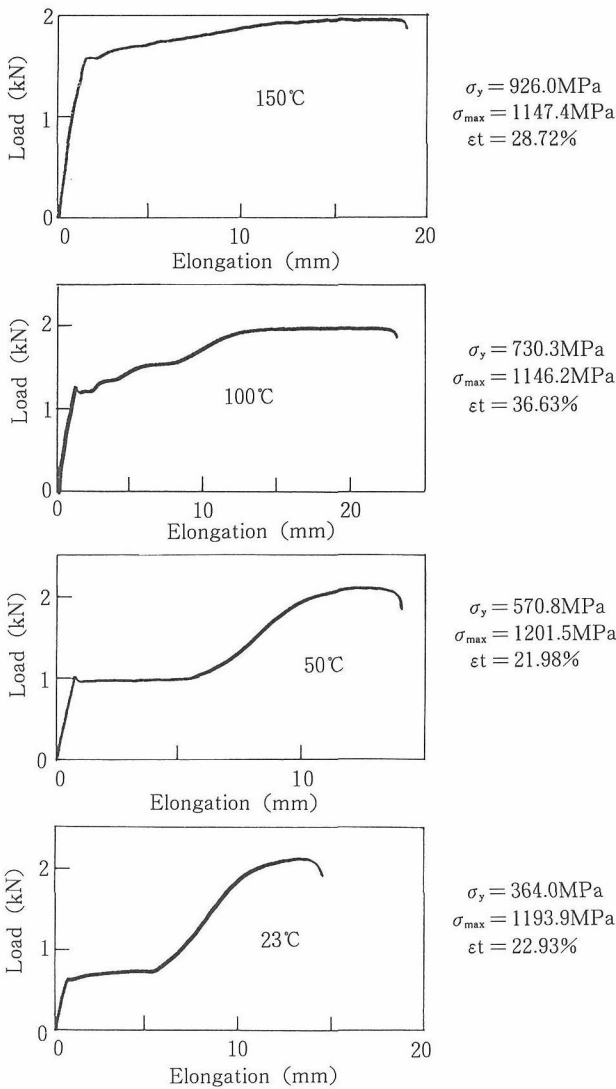 2
Load (kN)
1
150℃
0
0
10
20
Elongation (mm)
σy = 926.0MPa
σmax = 1147.4MPa
εt = 28.72%
2
Load (kN)
1
100℃
0
0
10
20
Elongation (mm)
σy = 730.3MPa
σmax = 1146.2MPa
εt = 36.63%
2
Load (kN)
1
50℃
0
0
10
Elongation (mm)
σy = 570.8MPa
σmax = 1201.5MPa
εt = 21.98%
2
Load (kN)
1
23℃
0
0
10
20
Elongation (mm)
σy = 364.0MPa
σmax = 1193.9MPa
εt = 22.93%